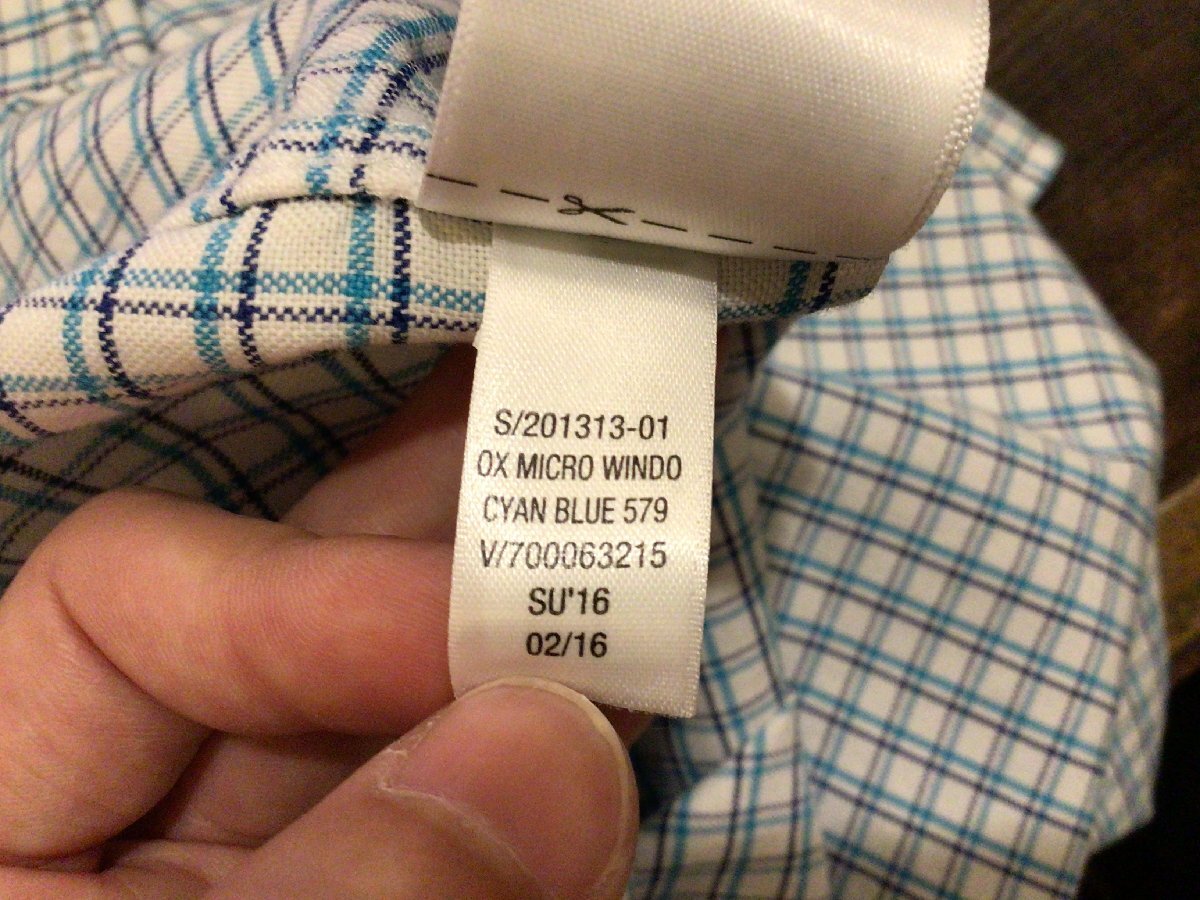 S/201313-01
OX MICRO WINDO
CYAN BLUE 579
V/700063215
SU'16
02/16